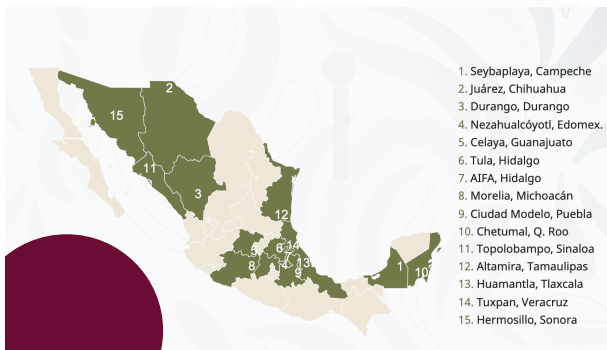 2
15
11
3
12
5
6
14
7
4
13
8
9
1
10
1. Seybaplaya, Campeche
2. Juárez, Chihuahua
3. Durango, Durango
4. Nezahualcóyotl, Edomex.
5. Celaya, Guanajuato
6. Tula, Hidalgo
7. AIFA, Hidalgo
8. Morelia, Michoacán
9. Ciudad Modelo, Puebla
10. Chetumal, Q. Roo
11. Topolobampo, Sinaloa
12. Altamira, Tamaulipas
13. Huamantla, Tlaxcala
14. Tuxpan, Veracruz
15. Hermosillo, Sonora